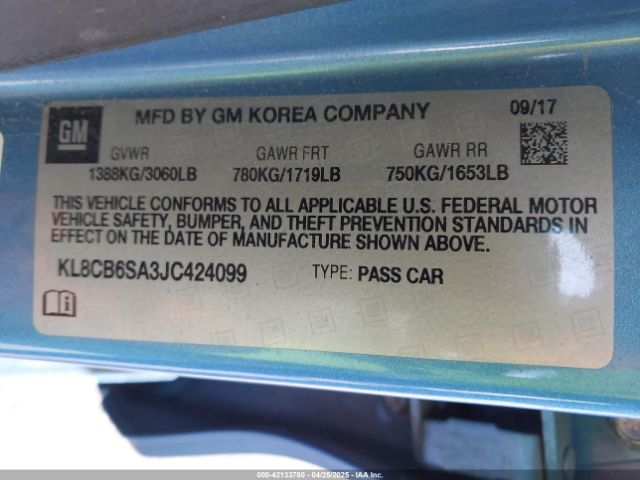 GM
MFD BY GM KOREA COMPANY 09/17
GVWR GAWR FRT GAWR RR
1388KG/3060LB 780KG/1719LB 750KG/1653LB
THIS VEHICLE CONFORMS TO ALL APPLICABLE U.S. FEDERAL MOTOR
VEHICLE SAFETY, BUMPER, AND THEFT PREVENTION STANDARDS IN
EFFECT ON THE DATE OF MANUFACTURE SHOWN ABOVE.
KL8CB6SA3JC424099 TYPE: PASS CAR
000-42133780 - 04/25/2025 - IAAI.COM